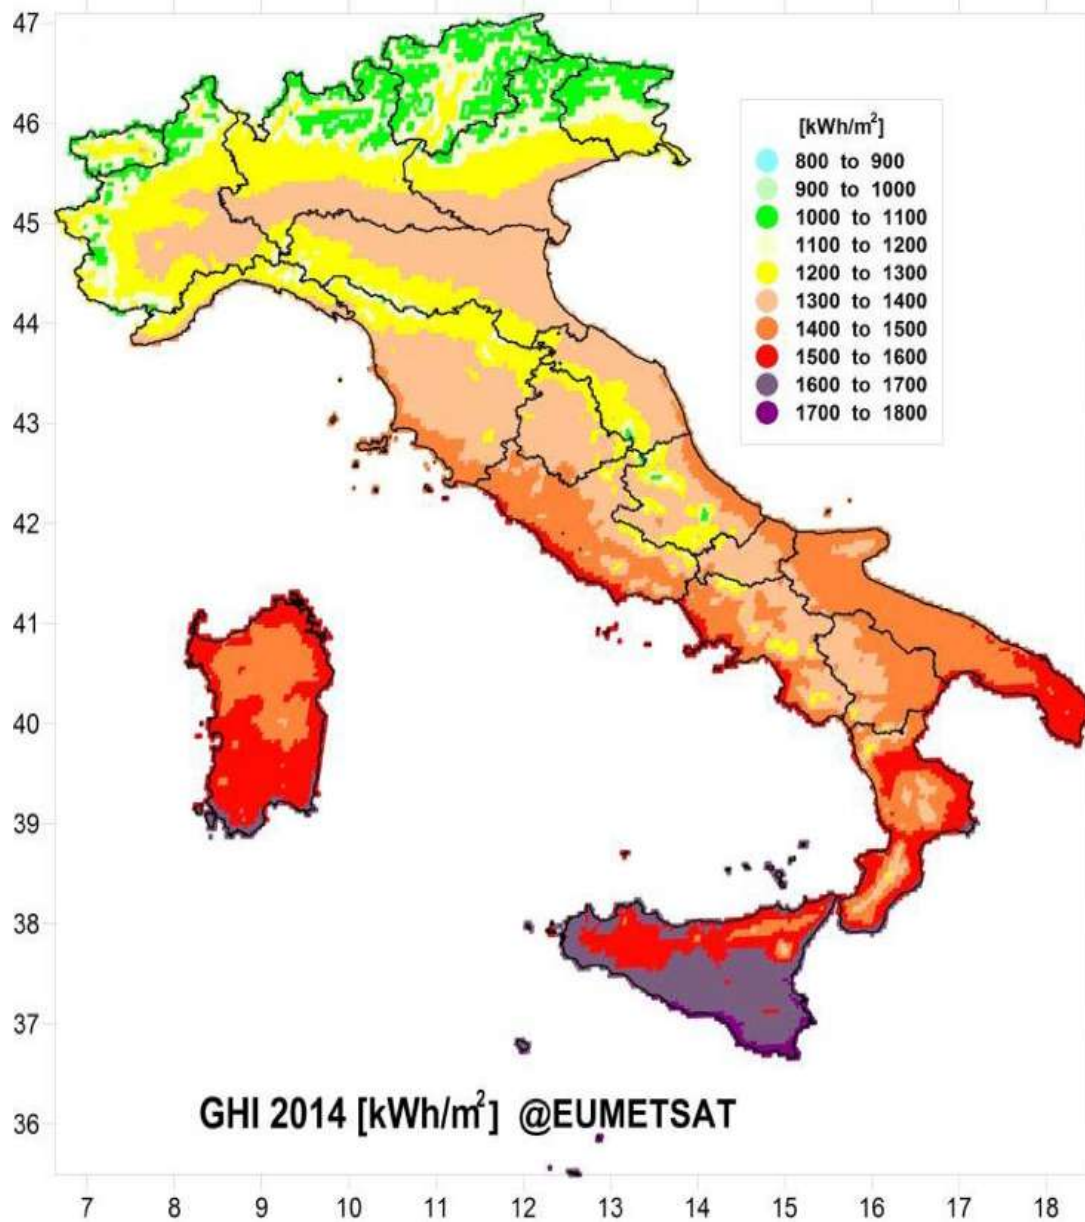 47
46
45
44
43
42
41
40
39
38
37
36
[kWh/m²]
800 to 900
900 to 1000
1000 to 1100
1100 to 1200
1200 to 1300
1300 to 1400
1400 to 1500
1500 to 1600
1600 to 1700
1700 to 1800
GHI 2014 [kWh/m²] @EUMETSAT
7 8 9 10 11 12 13 14 15 16 17 18